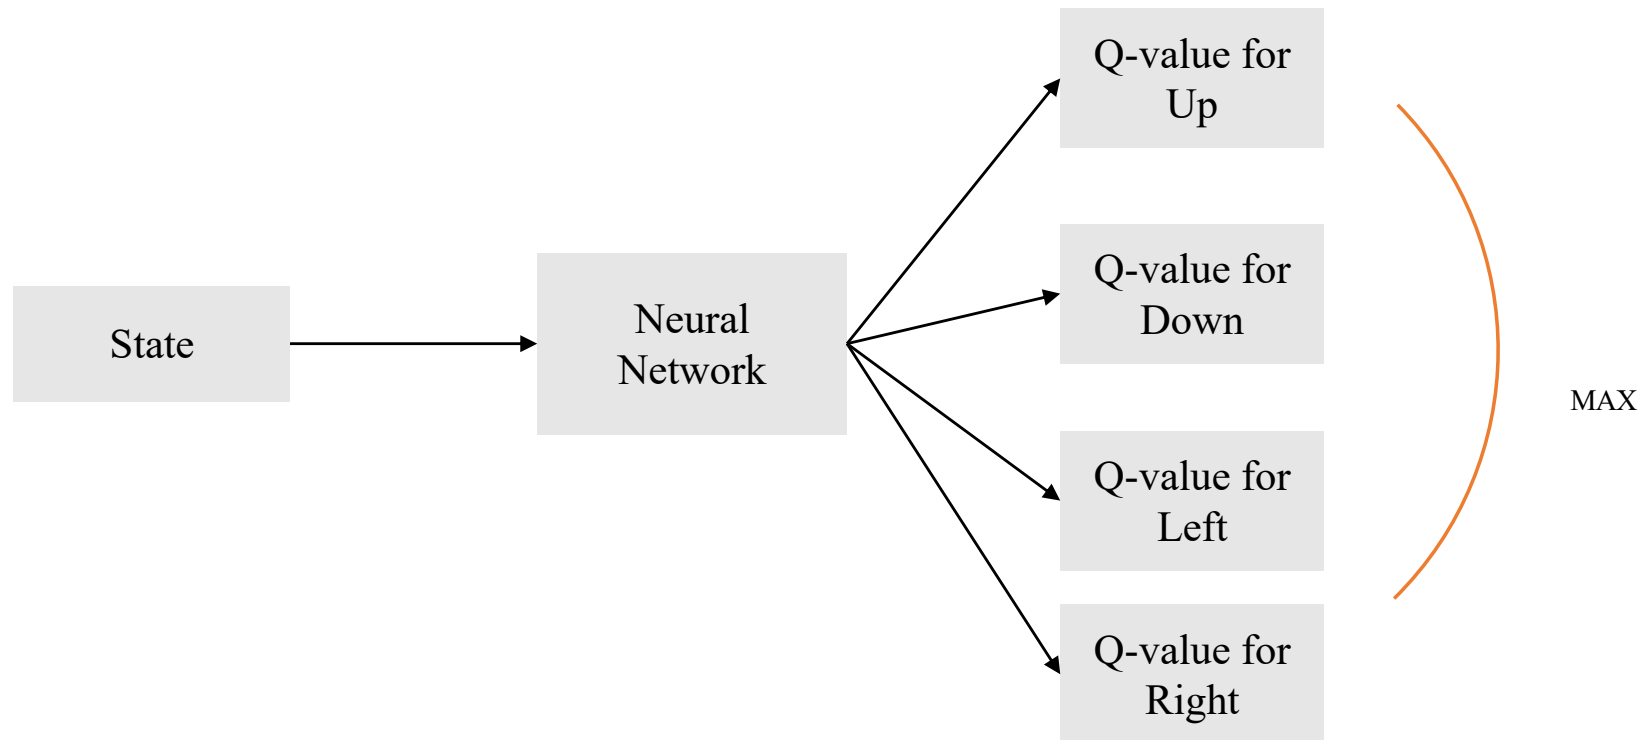 State
Neural
Network
Q-value for
Up
Q-value for
Down
Q-value for
Left
Q-value for
Right
MAX